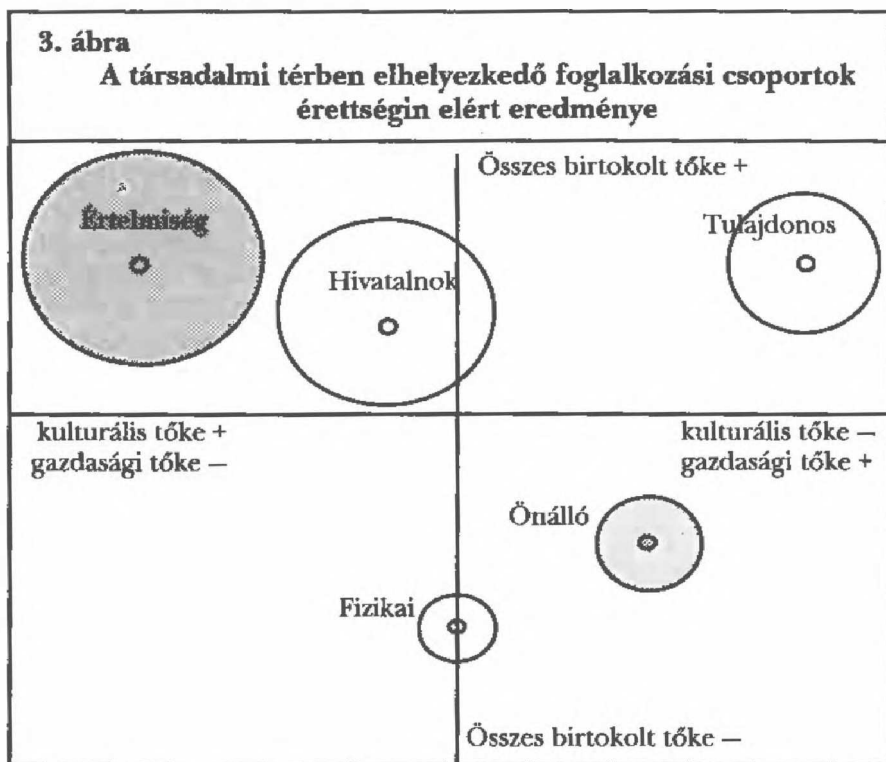 3. ábra
A társadalmi térben elhelyezkedő foglalkozási csoportok
érettségin elért eredménye
Összes birtokolt tőke +
Értelmiség
Tulajdonos
Hivatalnok
kulturális tőke +
gazdasági tőke —
kulturális tőke —
gazdasági tőke +
Önálló
Fizikai
Összes birtokolt tőke —